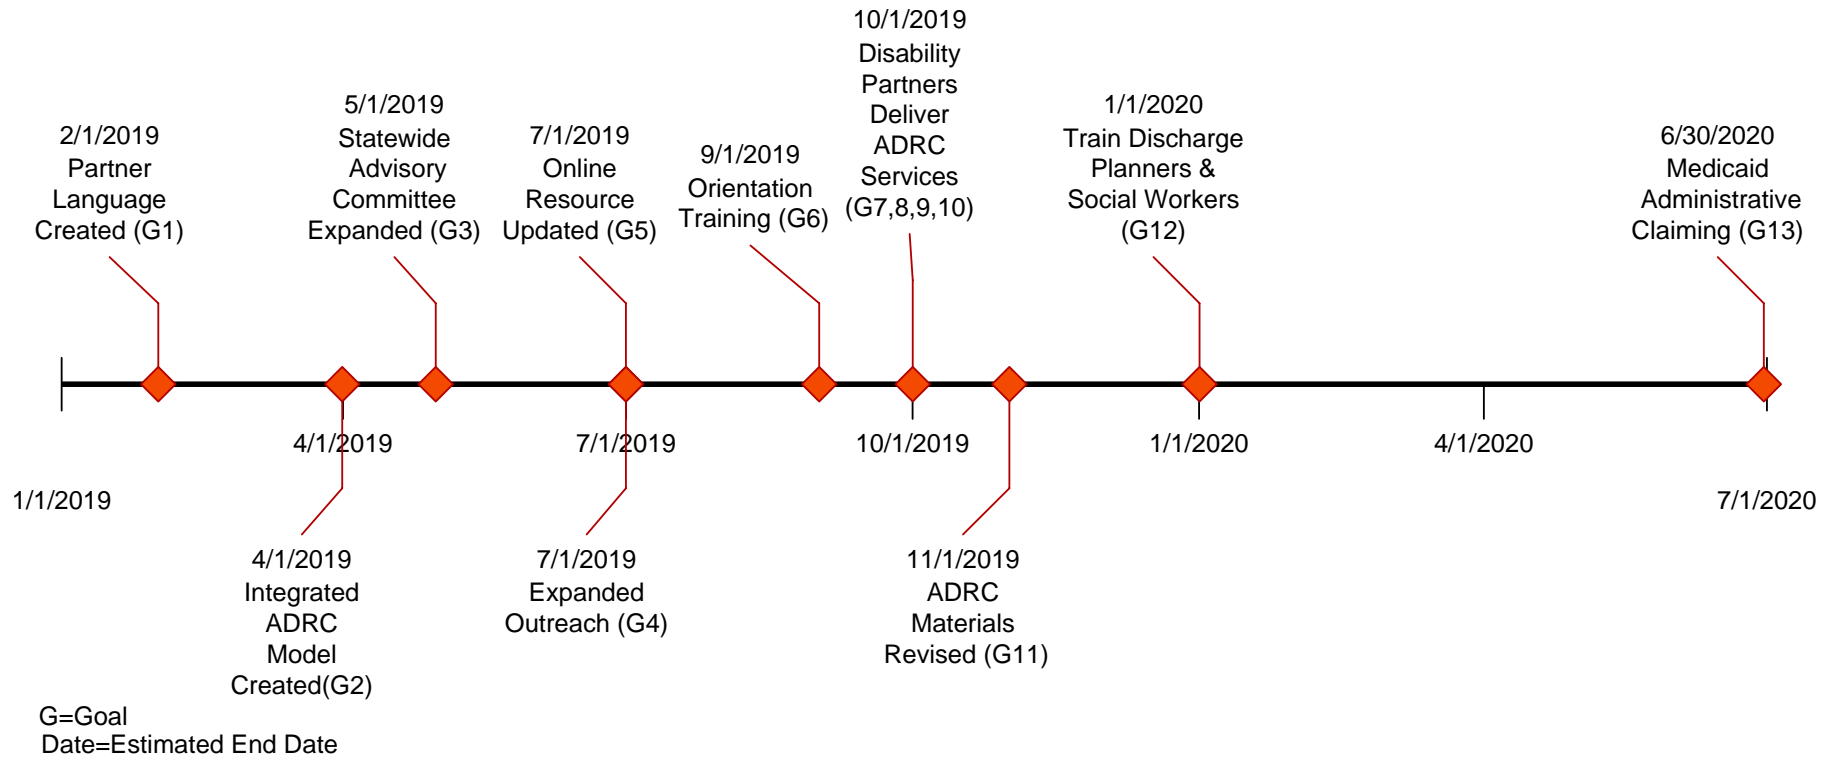 10/1/2019
Disability
Partners
Deliver
ADRC
Services
(G7,8,9,10)
2/1/2019
Partner
Language
Created (G1)
5/1/2019
Statewide
Advisory
Committee
Expanded (G3)
7/1/2019
Online
Resource
Updated (G5)
9/1/2019
Orientation
Training (G6)
1/1/2020
Train Discharge
Planners &
Social Workers
(G12)
6/30/2020
Medicaid
Administrative
Claiming (G13)
4/1/2019
7/1/2019
10/1/2019
1/1/2020
4/1/2020
1/1/2019
7/1/2020
4/1/2019
Integrated
ADRC
Model
Created(G2)
7/1/2019
Expanded
Outreach (G4)
11/1/2019
ADRC
Materials
Revised (G11)
G=Goal
Date=Estimated End Date